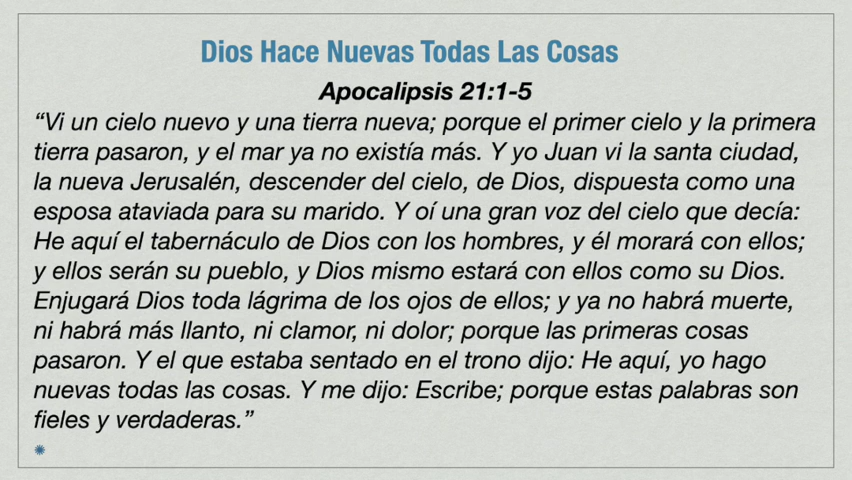 Dios Hace Nuevas Todas Las Cosas
Apocalipsis 21:1-5
“Vi un cielo nuevo y una tierra nueva; porque el primer cielo y la primera
tierra pasaron, y el mar ya no existía más. Y yo Juan vi la santa ciudad,
la nueva Jerusalén, descender del cielo, de Dios, dispuesta como una
esposa ataviada para su marido. Y oí una gran voz del cielo que decía:
He aquí el tabernáculo de Dios con los hombres, y él morará con ellos;
y ellos serán su pueblo, y Dios mismo estará con ellos como su Dios.
Enjugará Dios toda lágrima de los ojos de ellos; y ya no habrá muerte,
ni habrá más llanto, ni clamor, ni dolor; porque las primeras cosas
pasaron. Y el que estaba sentado en el trono dijo: He aquí, yo hago
nuevas todas las cosas. Y me dijo: Escribe; porque estas palabras son
fieles y verdaderas.”